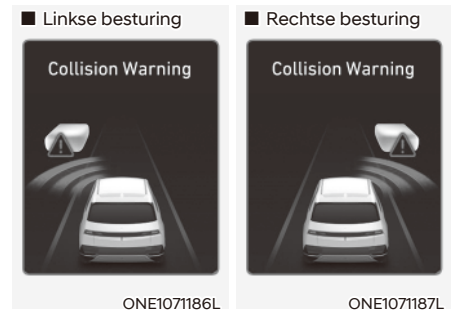 ■ Linkse besturing
Collision Warning
ONE1071186L
■ Rechtse besturing
Collision Warning
ONE1071187L